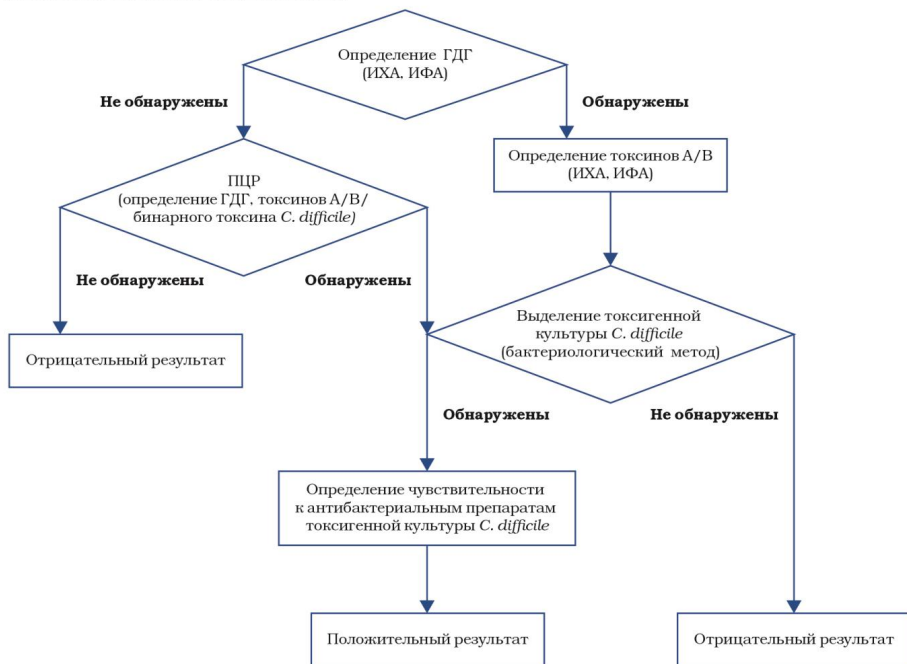 Определение ГДГ
(ИХА, ИФА)
Не обнаружены
Обнаружены
Определение токсинов А/В
(ИХА, ИФА)
ПЦР
(определение ГДГ, токсинов А/В/
бинарного токсина C. difficile)
Не обнаружены
Обнаружены
Выделение токсигенной
культуры C. difficile
(бактериологический метод)
Отрицательный результат
Обнаружены
Не обнаружены
Определение чувствительности
к антибактериальным препаратам
токсигенной культуры C. difficile
Положительный результат
Отрицательный результат